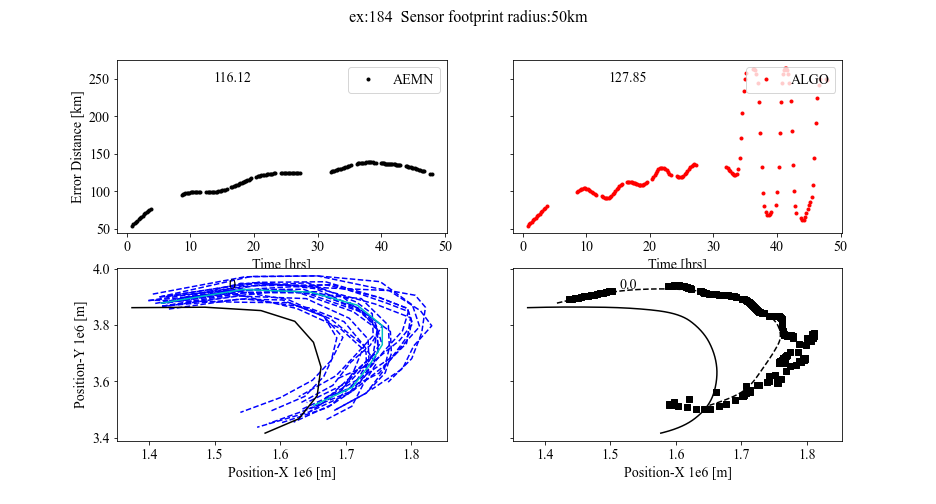 ex:184  Sensor footprint radius:50km
116.12
AEMN
127.85
ALGO
Error Distance [km]
250
200
150
100
50
0 10 20 30 40 50
0 10 20 30 40 50
Time [hrs]
Time [hrs]
Position-Y 1e6 [m]
4.0
3.8
3.6
3.4
0.0
1.4 1.5 1.6 1.7 1.8
1.4 1.5 1.6 1.7 1.8
Position-X 1e6 [m]
Position-X 1e6 [m]